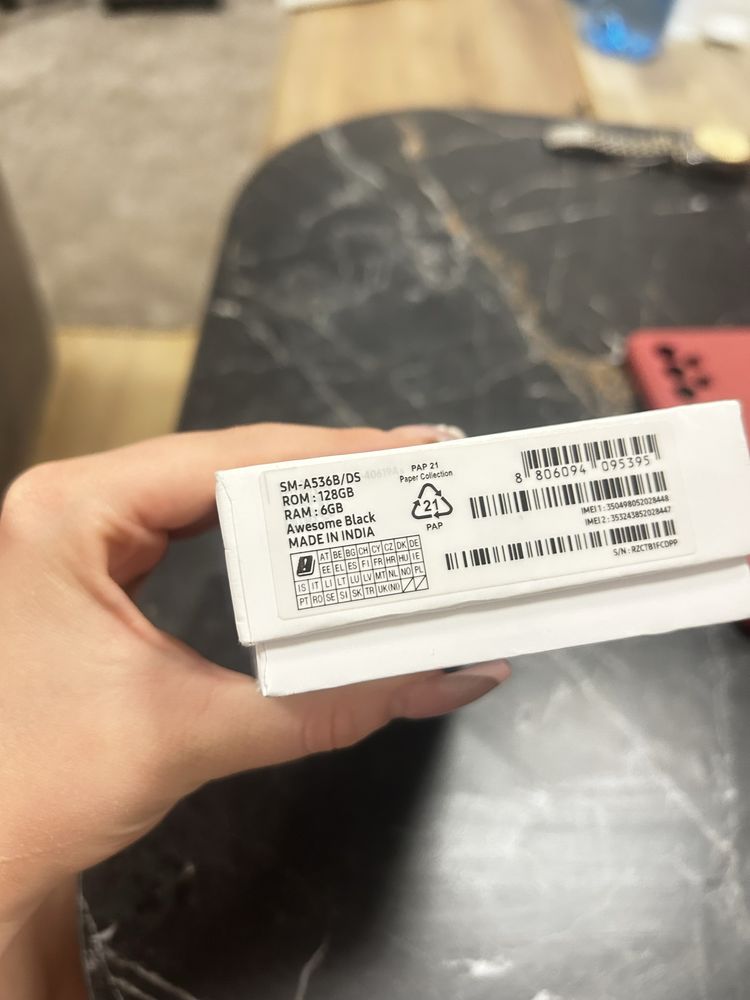 SM-A536B/DS
ROM : 128GB
RAM : 6GB
Awesome Black
MADE IN INDIA
AT BE BG CH CY CZ DK DE
EE EL ES FI FR HR HU IE
IS IT LI LT LU LV MT NL NO PL
PT RO SE SI SK TR UK(NI)
PAP 21
Paper Collection
21
PAP
8 806094 095395
IMEI 1 : 350498052028448
IMEI 2 : 353243852028447
S/N : RZCTB1FCDPP